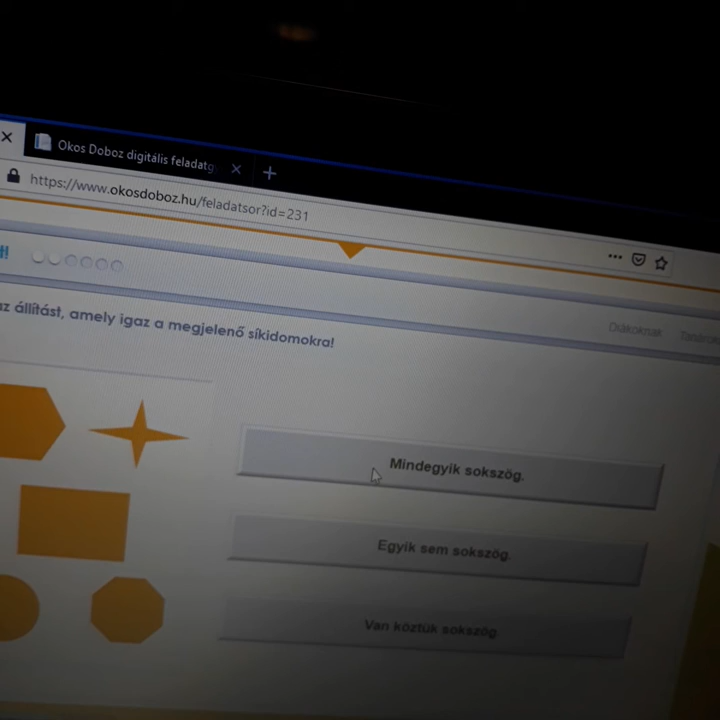 Okos Doboz digitális feladatg
https://www.okosdoboz.hu/feladatsor?id=231
t!
Diákoknak
az állítást, amely igaz a megjelenő síkidomokra!
Mindegyik sokszög.
Egyik sem sokszög.
Van köztük sokszög.